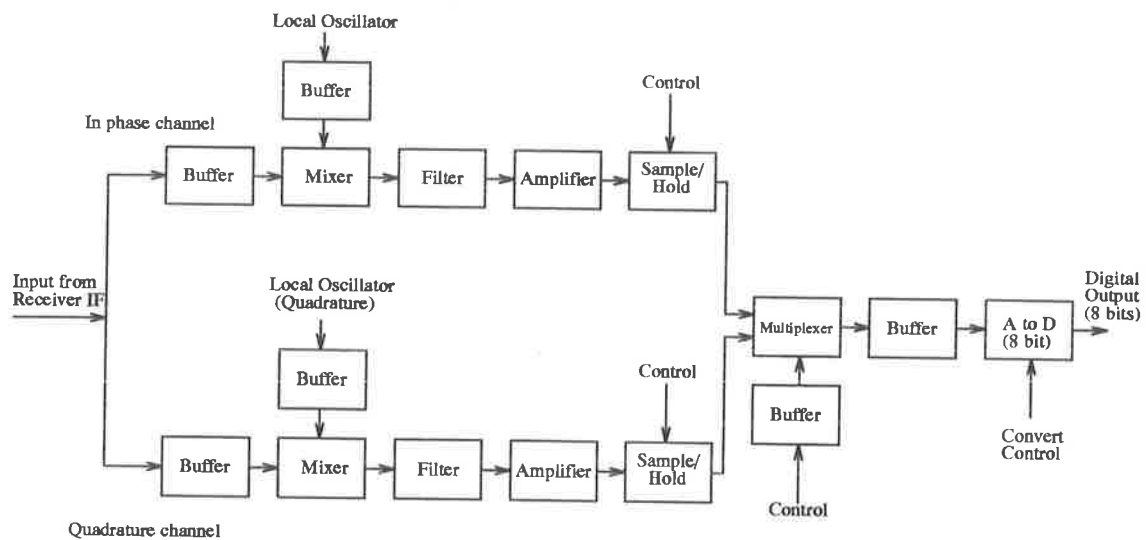 Local Oscillator
Buffer
Control
In phase channel
Buffer
Mixer
Filter
Amplifier
Sample/
Hold
Input from
Receiver IF
Local Oscillator
(Quadrature)
Digital
Output
(8 bits)
Multiplexer
Buffer
A to D
(8 bit)
Buffer
Control
Buffer
Convert
Control
Buffer
Mixer
Filter
Amplifier
Sample/
Hold
Control
Quadrature channel